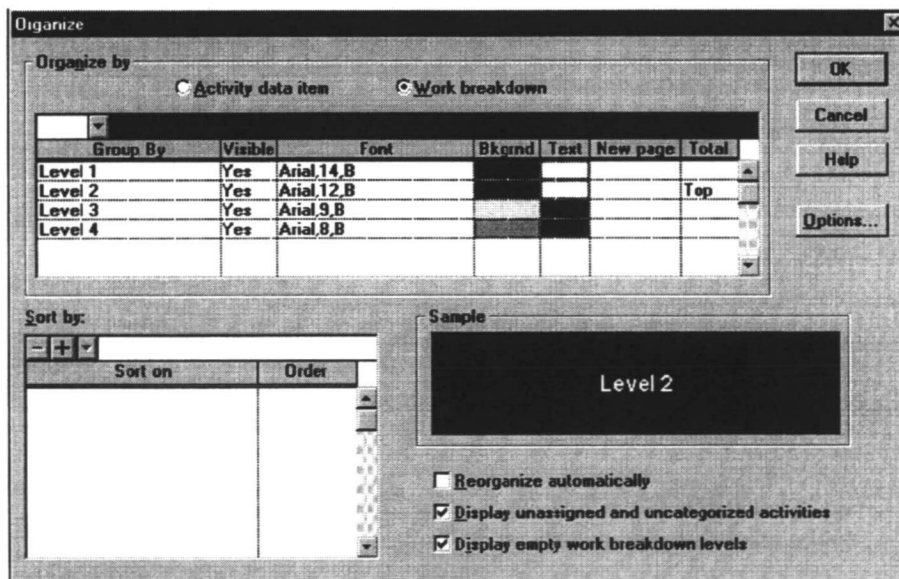 Organize
Organize by
Activity data item Work breakdown
Group By Visible Font Bkgrnd Text New page Total
Level 1 Yes Arial,14,B
Level 2 Yes Arial,12,B Top
Level 3 Yes Arial,9,B
Level 4 Yes Arial,8,B
OK
Cancel
Help
Options...
Sort by:
Sort on Order
Sample
Level 2
Reorganize automatically
Display unassigned and uncategorized activities
Display empty work breakdown levels